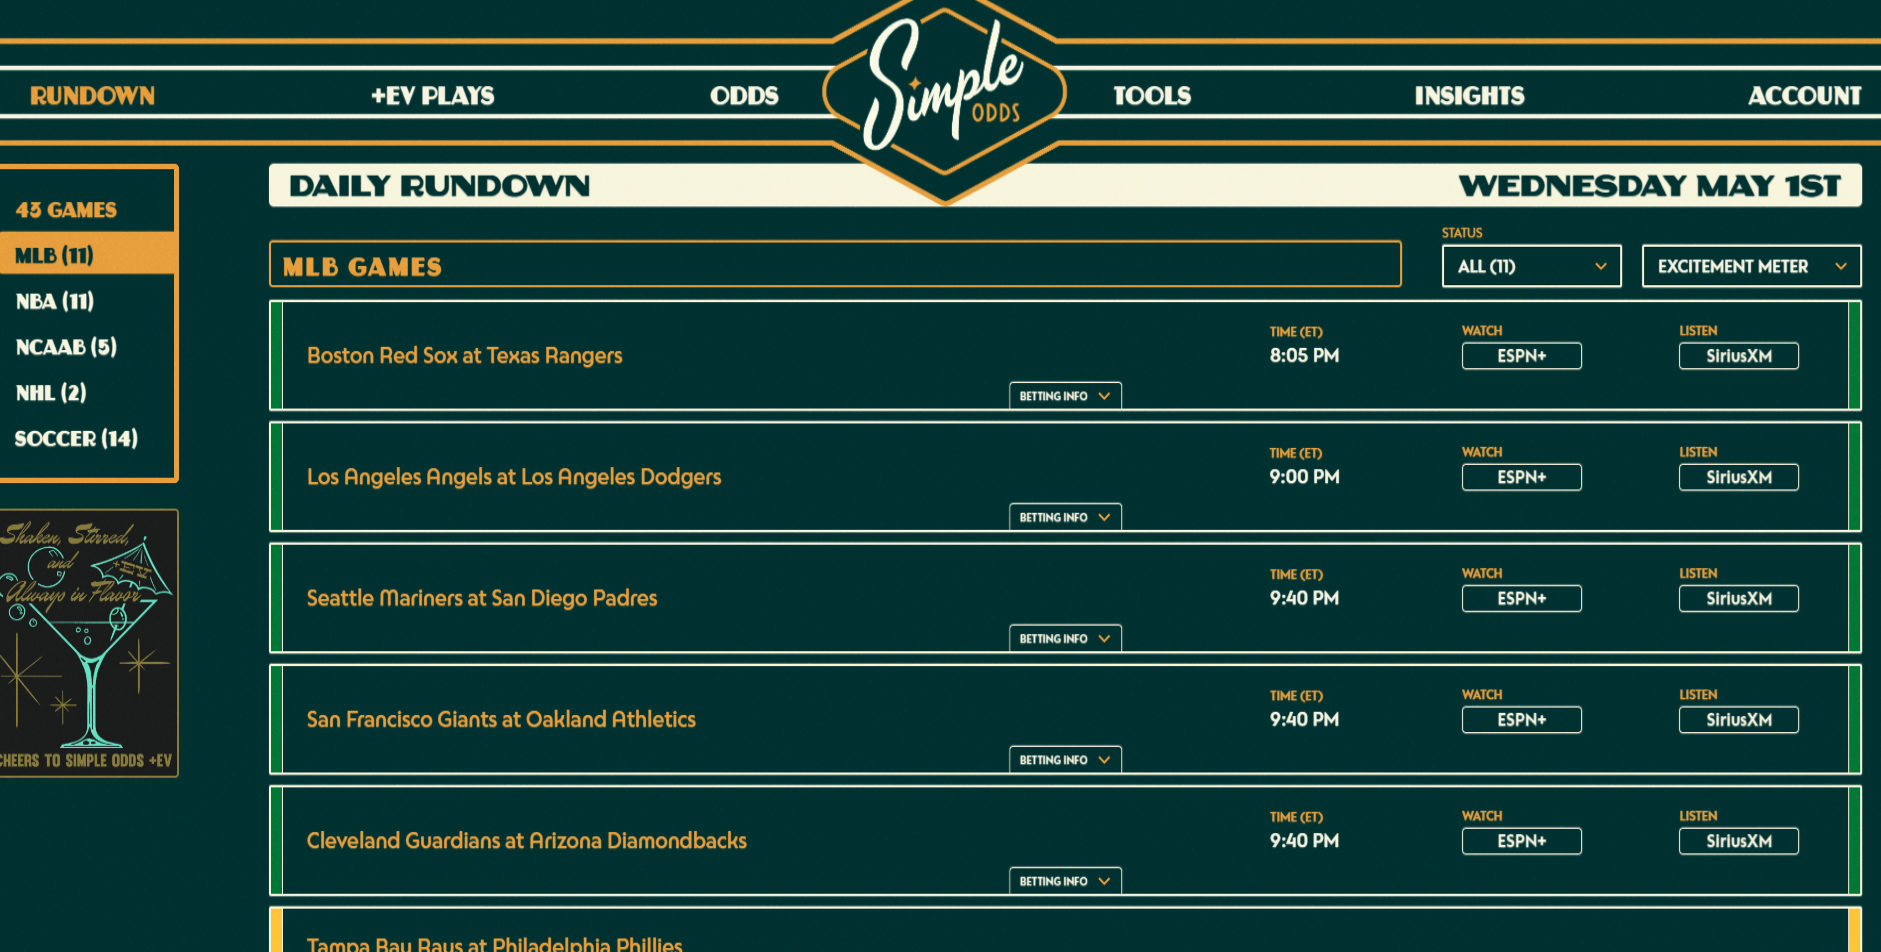 Simple
ODDS
RUNDOWN
+EV PLAYS
ODDS
TOOLS
INSIGHTS
ACCOUNT
43 GAMES
MLB (11)
NBA (11)
NCAAB (5)
NHL (2)
SOCCER (14)
Shaken, Stirred,
and
+EV
Always in Flavor
CHEERS TO SIMPLE ODDS +EV
DAILY RUNDOWN
WEDNESDAY MAY 1ST
MLB GAMES
STATUS
ALL (11)
EXCITEMENT METER
Boston Red Sox at Texas Rangers
TIME (ET)
8:05 PM
WATCH
ESPN+
LISTEN
SiriusXM
BETTING INFO
Los Angeles Angels at Los Angeles Dodgers
TIME (ET)
9:00 PM
WATCH
ESPN+
LISTEN
SiriusXM
BETTING INFO
Seattle Mariners at San Diego Padres
TIME (ET)
9:40 PM
WATCH
ESPN+
LISTEN
SiriusXM
BETTING INFO
San Francisco Giants at Oakland Athletics
TIME (ET)
9:40 PM
WATCH
ESPN+
LISTEN
SiriusXM
BETTING INFO
Cleveland Guardians at Arizona Diamondbacks
TIME (ET)
9:40 PM
WATCH
ESPN+
LISTEN
SiriusXM
BETTING INFO
Tampa Bay Rays at Philadelphia Phillies